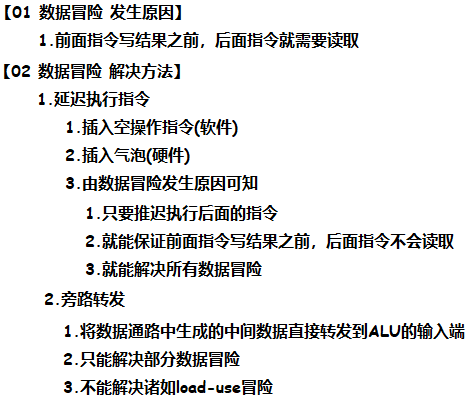 【01 数据冒险 发生原因】
1.前面指令写结果之前，后面指令就需要读取
【02 数据冒险 解决方法】
1.延迟执行指令
1.插入空操作指令(软件)
2.插入气泡(硬件)
3.由数据冒险发生原因可知
1.只要推迟执行后面的指令
2.就能保证前面指令写结果之前，后面指令不会读取
3.就能解决所有数据冒险
2.旁路转发
1.将数据通路中生成的中间数据直接转发到ALU的输入端
2.只能解决部分数据冒险
3.不能解决诸如load-use冒险